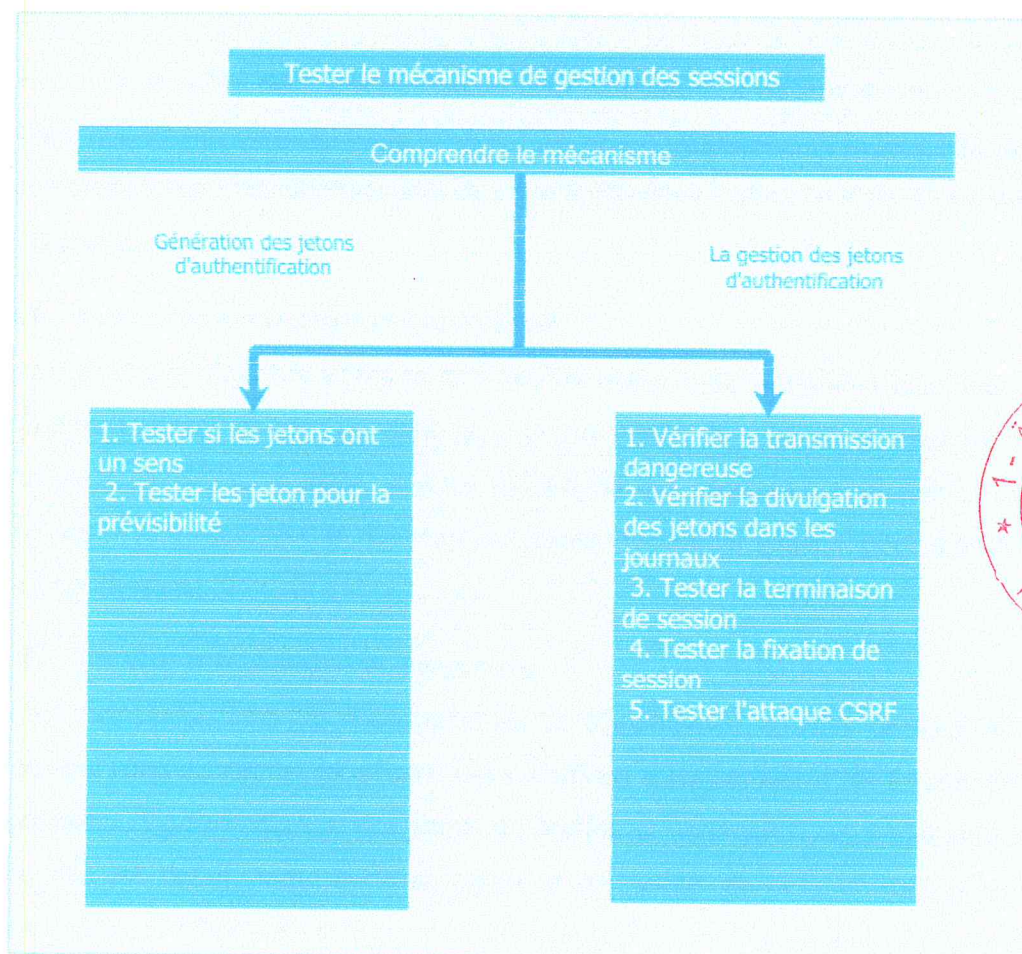 Tester le mécanisme de gestion des sessions
Comprendre le mécanisme
Génération des jetons
d'authentification
La gestion des jetons
d'authentification
1. Tester si les jetons ont
un sens
2. Tester les jeton pour la
prévisibilité
1. Vérifier la transmission
dangereuse
2. Vérifier la divulgation
des jetons dans les
journaux
3. Tester la terminaison
de session
4. Tester la fixation de
session
5. Tester l'attaque CSRF